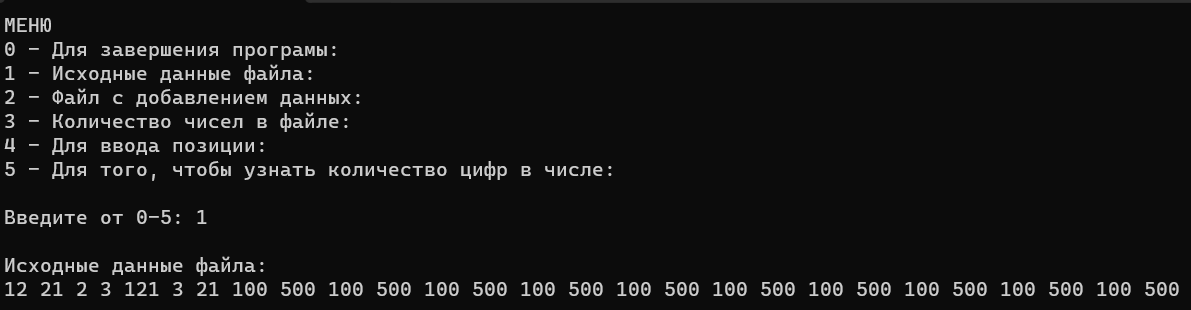 МЕНЮ
0 - Для завершения програмы:
1 - Исходные данные файла:
2 - Файл с добавлением данных:
3 - Количество чисел в файле:
4 - Для ввода позиции:
5 - Для того, чтобы узнать количество цифр в числе:
Введите от 0-5: 1
Исходные данные файла:
12 21 2 3 121 3 21 100 500 100 500 100 500 100 500 100 500 100 500 100 500 100 500 100 500 100 500